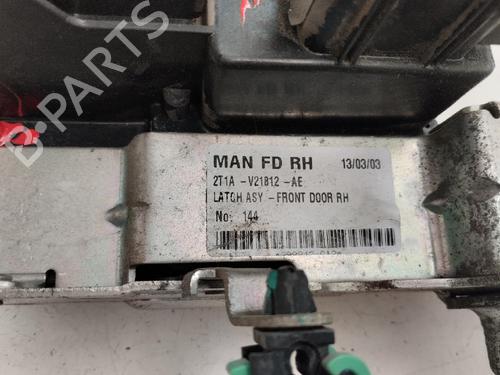 MAN FD RH 13/03/03
2T1A -V21812 -AE
LATCH ASY -FRONT DOOR RH
No: 144
B-PARTS